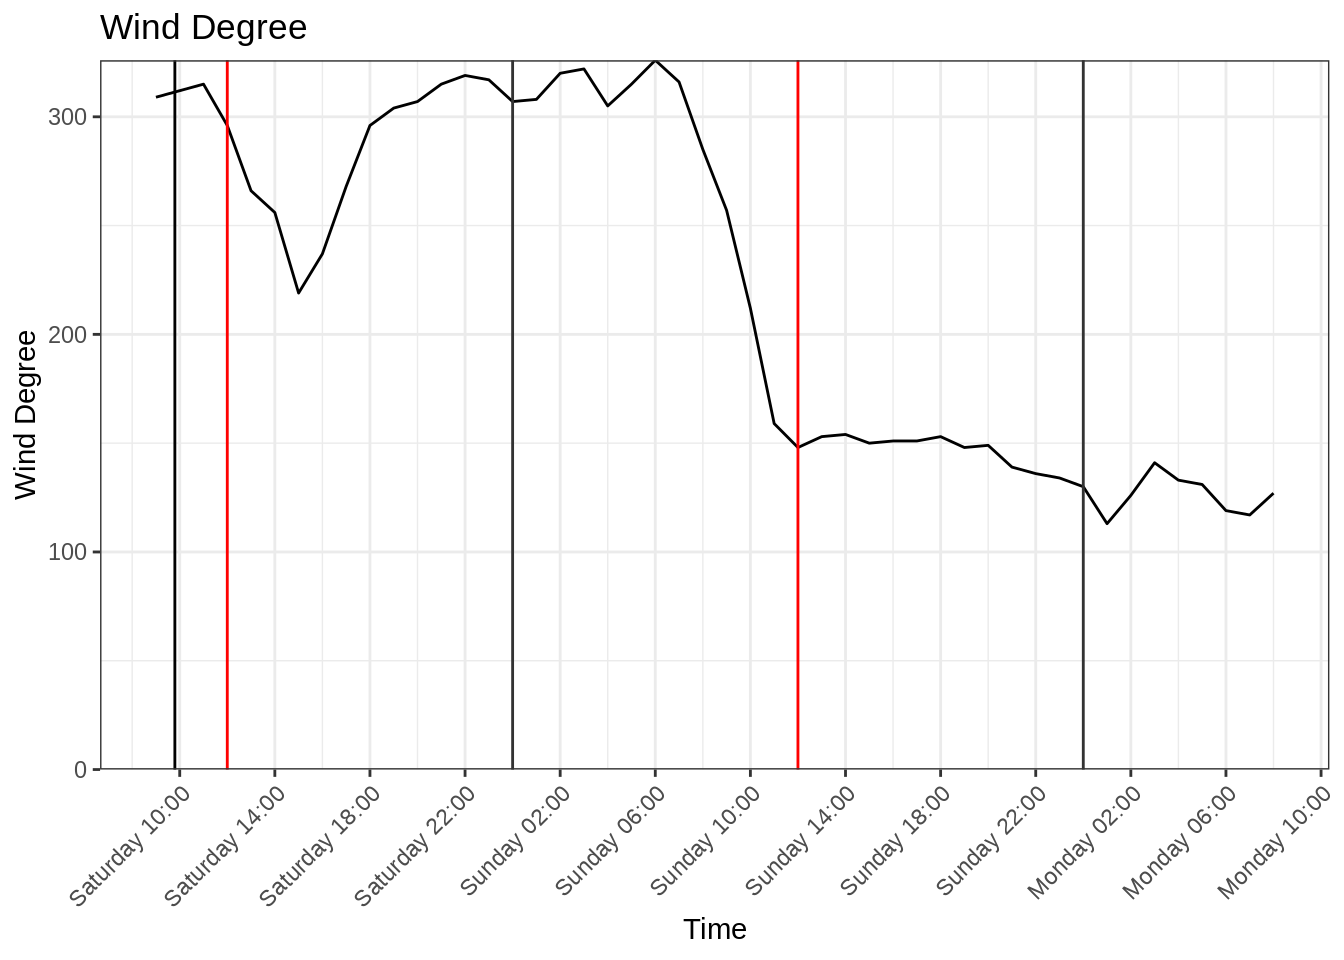 Wind Degree
Wind Degree
300
200
100
0
Saturday 10:00
Saturday 14:00
Saturday 18:00
Saturday 22:00
Sunday 02:00
Sunday 06:00
Sunday 10:00
Sunday 14:00
Sunday 18:00
Sunday 22:00
Monday 02:00
Monday 06:00
Monday 10:00
Time